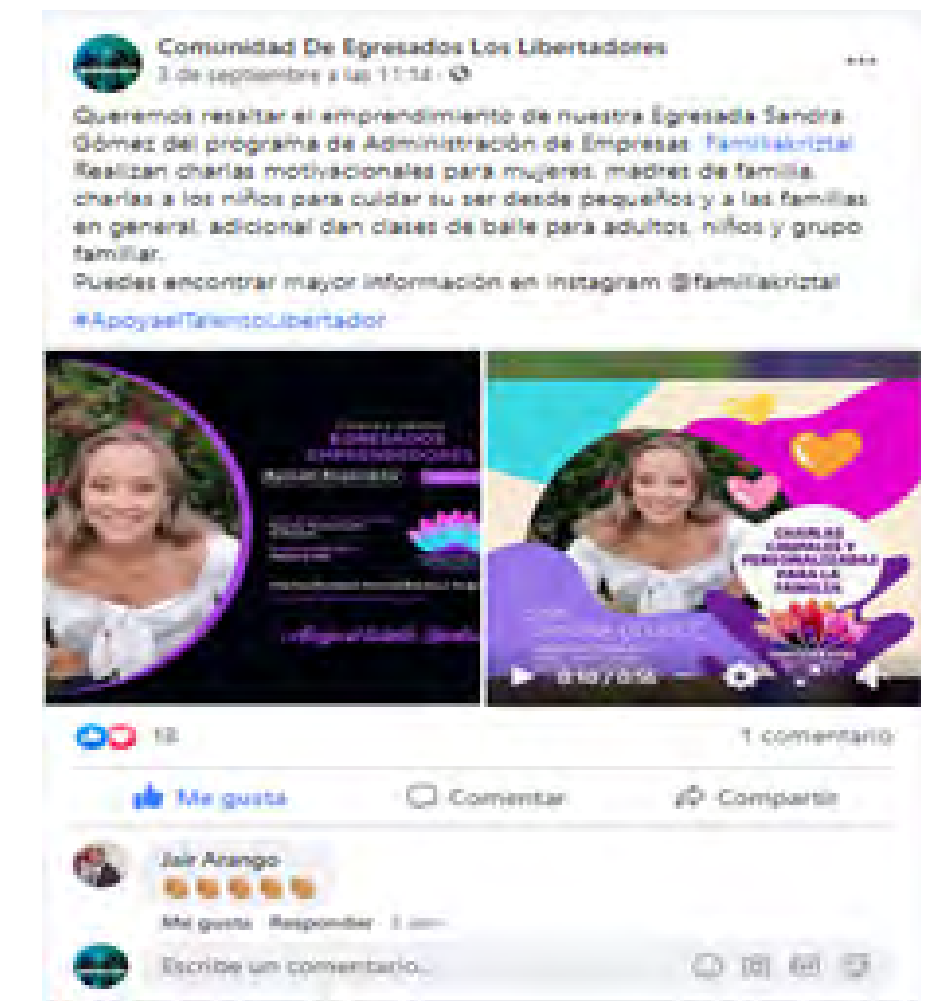 Comunidad De Egresados Los Libertadores
3 de septiembre a las 11:14
Queremos resaltar el emprendimiento de nuestra Egresada Sandra
Gómez del programa de Administración de Empresas Familiakriztal
Realizan charlas motivacionales para mujeres, madres de familia,
charlas a los niños para cuidar su ser desde pequeños y a las familias
en general, adicional dan clases de baile para adultos, niños y grupo
familiar.
Puedes encontrar mayor información en Instagram @familiakriztal
#ApoyaelTalentoLibertador
EGRESADOS
EMPRENDEDORES
CHARLAS
PERSONALIZADAS
PARA LA
FAMILIA
0:10 / 0:56
1 comentario
Me gusta
Comentar
Compartir
Jair Arango
Me gusta Responder
Escribe un comentario...